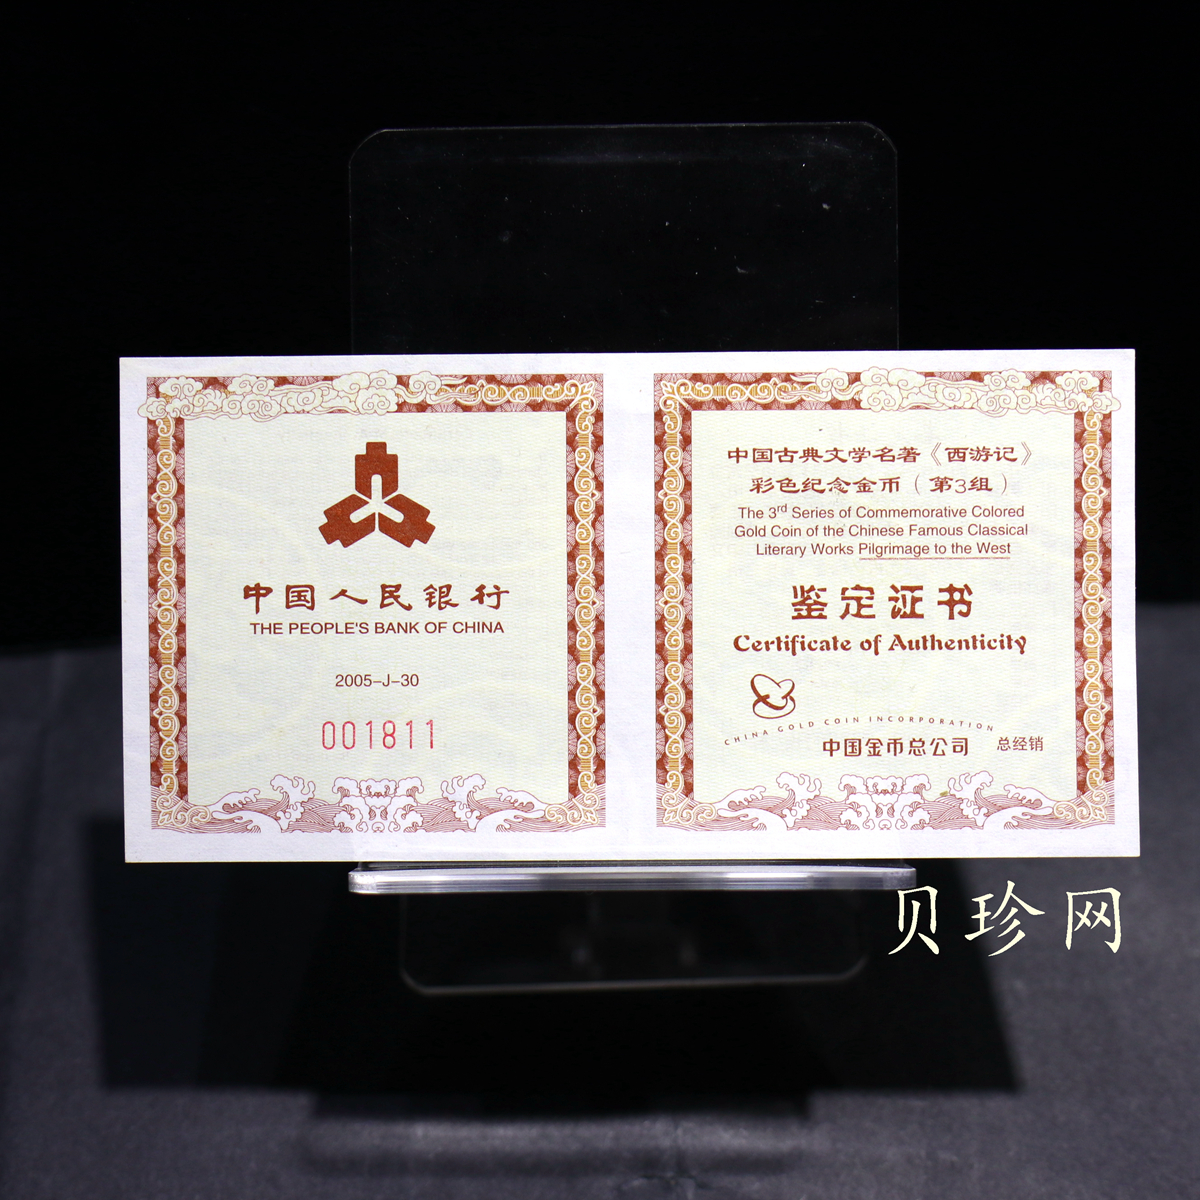 中国人民银行
THE PEOPLE'S BANK OF CHINA
2005-J-30
001811
中国古典文学名著《西游记》
彩色纪念金币（第3组）
The 3rd Series of Commemorative Colored
Gold Coin of the Chinese Famous Classical
Literary Works Pilgrimage to the West
鉴定证书
Certificate of Authenticity
CHINA GOLD COIN INCORPORATION
中国金币总公司 总经销
贝珍网